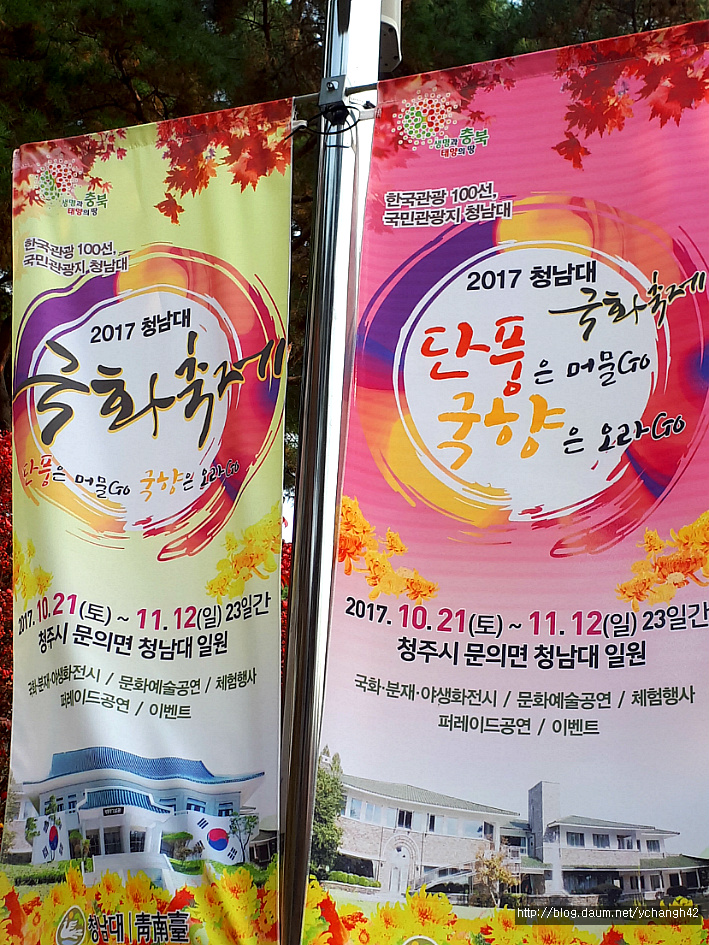 생명과 충북
태양의 땅
한국관광 100선,
국민관광지, 청남대
2017 청남대
국화축제
단풍은 머물Go 국향은 오라Go
2017. 10. 21(토) ~ 11. 12(일) 23일간
청주시 문의면 청남대 일원
국화·분재·야생화전시 / 문화예술공연 / 체험행사
퍼레이드공연 / 이벤트
청남대 | 靑南臺
생명과 충북
태양의 땅
한국관광 100선,
국민관광지 청남대
2017 청남대
국화축제
단풍은 머물Go
국향은 오라Go
2017. 10. 21(토) ~ 11. 12(일) 23일간
청주시 문의면 청남대 일원
국화·분재·야생화전시 / 문화예술공연 / 체험행사
퍼레이드공연 / 이벤트
http://blog.daum.net/ychangh42